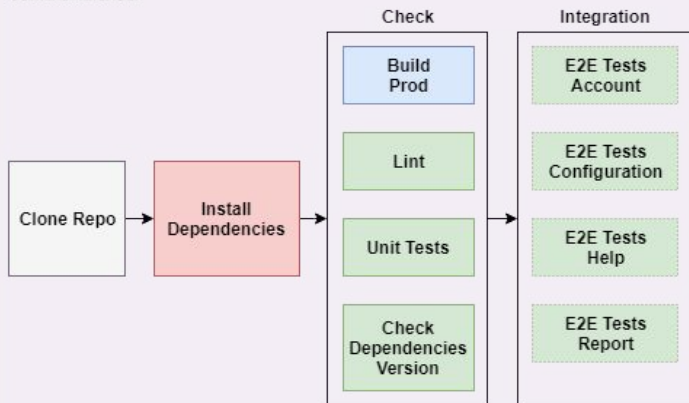 Check
Integration
Build
Prod
E2E Tests
Account
Lint
E2E Tests
Configuration
Clone Repo
Install
Dependencies
Unit Tests
E2E Tests
Help
Check
Dependencies
Version
E2E Tests
Report